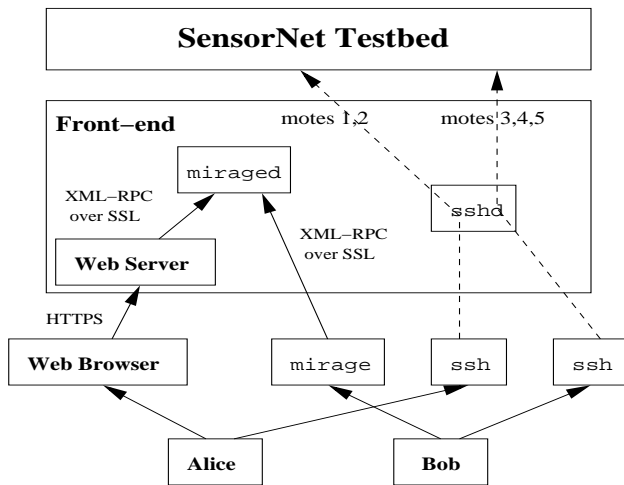 SensorNet Testbed
Front−end
motes 1,2
motes 3,4,5
miraged
XML−RPC
over SSL
sshd
XML−RPC
over SSL
Web Server
HTTPS
Web Browser
mirage
ssh
ssh
Alice
Bob